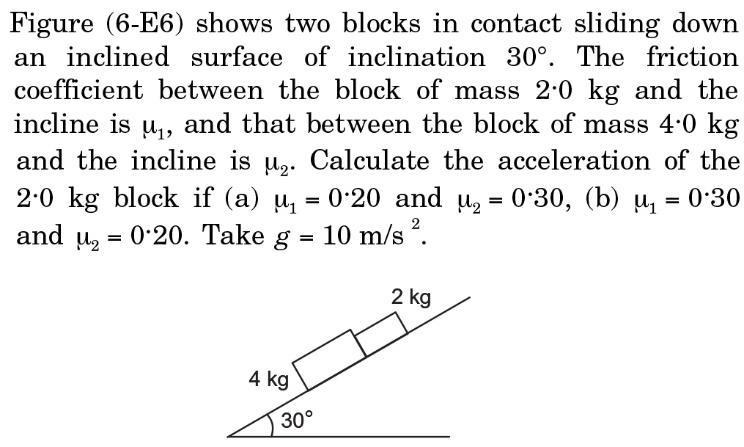 Figure (6-E6) shows two blocks in contact sliding down
an inclined surface of inclination 30°. The friction
coefficient between the block of mass 2·0 kg and the
incline is μ₁, and that between the block of mass 4·0 kg
and the incline is μ₂. Calculate the acceleration of the
2·0 kg block if (a) μ₁ = 0·20 and μ₂ = 0·30, (b) μ₁ = 0·30
and μ₂ = 0·20. Take g = 10 m/s ².
2 kg
4 kg
30°